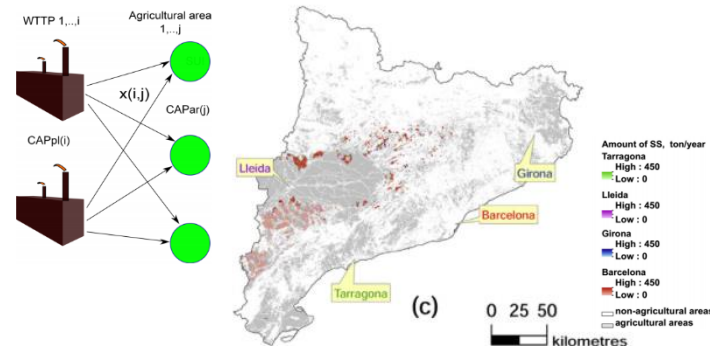 WTTP 1,..,i
Agricultural area
1,..,j
x(i,j)
CAPar(j)
CAPpl(i)
Lleida
Girona
Barcelona
Tarragona
(c)
0 25 50
kilometres
Amount of SS, ton/year
Tarragona
High : 450
Low : 0
Lleida
High : 450
Low : 0
Girona
High : 450
Low : 0
Barcelona
High : 450
Low : 0
non-agricultural areas
agricultural areas